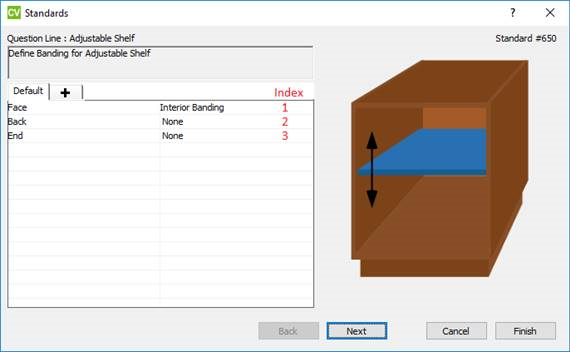 CV Standards ? ×
Question Line : Adjustable Shelf Standard #650
Define Banding for Adjustable Shelf
Default + Index
Face Interior Banding 1
Back None 2
End None 3
Back Next Cancel Finish